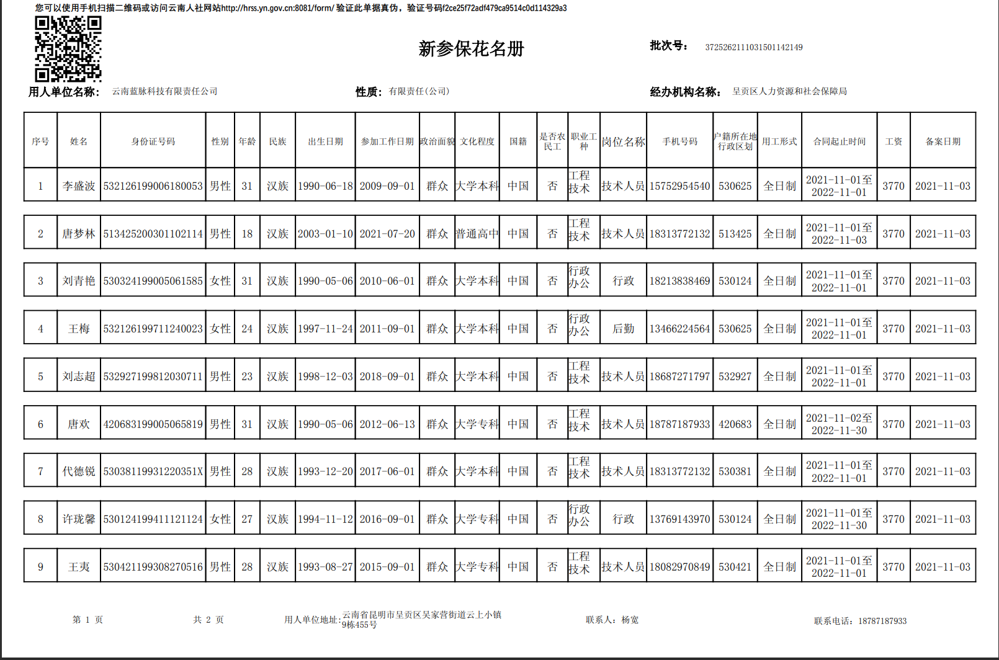 您可以使用手机扫描二维码或访问云南人社网站http://hrss.yn.gov.cn:8081/form/ 验证此单据真伪，验证号码f2ce25f72adf479ca9514c0d114329a3
新参保花名册
批次号： 3725262111031501142149
用人单位名称： 云南蓝脉科技有限责任公司 性质： 有限责任(公司) 经办机构名称： 呈贡区人力资源和社会保障局
序号 姓名 身份证号码 性别 年龄 民族 出生日期 参加工作日期 政治面貌 文化程度 国籍 是否农民工 职业工种 岗位名称 手机号码 户籍所在地行政区划 用工形式 合同起止时间 工资 备案日期
1 李盛波 532126199006180053 男性 31 汉族 1990-06-18 2009-09-01 群众 大学本科 中国 否 工程技术 技术人员 15752954540 530625 全日制 2021-11-01至2022-11-01 3770 2021-11-03
2 唐梦林 513425200301102114 男性 18 汉族 2003-01-10 2021-07-20 群众 普通高中 中国 否 工程技术 技术人员 18313772132 513425 全日制 2021-11-01至2022-11-03 3770 2021-11-03
3 刘青艳 530324199005061585 女性 31 汉族 1990-05-06 2010-06-01 群众 大学本科 中国 否 行政办公 行政 18213838469 530124 全日制 2021-11-01至2022-11-01 3770 2021-11-03
4 王梅 532126199711240023 女性 24 汉族 1997-11-24 2011-09-01 群众 大学本科 中国 否 行政办公 后勤 13466224564 530625 全日制 2021-11-01至2022-11-01 3770 2021-11-03
5 刘志超 532927199812030711 男性 23 汉族 1998-12-03 2018-09-01 群众 大学本科 中国 否 工程技术 技术人员 18687271797 532927 全日制 2021-11-01至2022-11-01 3770 2021-11-03
6 唐欢 420683199005065819 男性 31 汉族 1990-05-06 2012-06-13 群众 大学专科 中国 否 工程技术 技术人员 18787187933 420683 全日制 2021-11-02至2022-11-30 3770 2021-11-03
7 代德锐 53038119931220351X 男性 28 汉族 1993-12-20 2017-06-01 群众 大学本科 中国 否 工程技术 技术人员 18313772132 530381 全日制 2021-11-01至2022-11-01 3770 2021-11-03
8 许珑馨 530124199411121124 女性 27 汉族 1994-11-12 2016-09-01 群众 大学专科 中国 否 行政办公 行政 13769143970 530124 全日制 2021-11-01至2022-11-30 3770 2021-11-03
9 王夷 530421199308270516 男性 28 汉族 1993-08-27 2015-09-01 群众 大学专科 中国 否 工程技术 技术人员 18082970849 530421 全日制 2021-11-01至2022-11-01 3770 2021-11-03
第 1 页 共 2 页 用人单位地址: 云南省昆明市呈贡区吴家营街道云上小镇9栋455号 联系人：杨宽 联系电话：18787187933